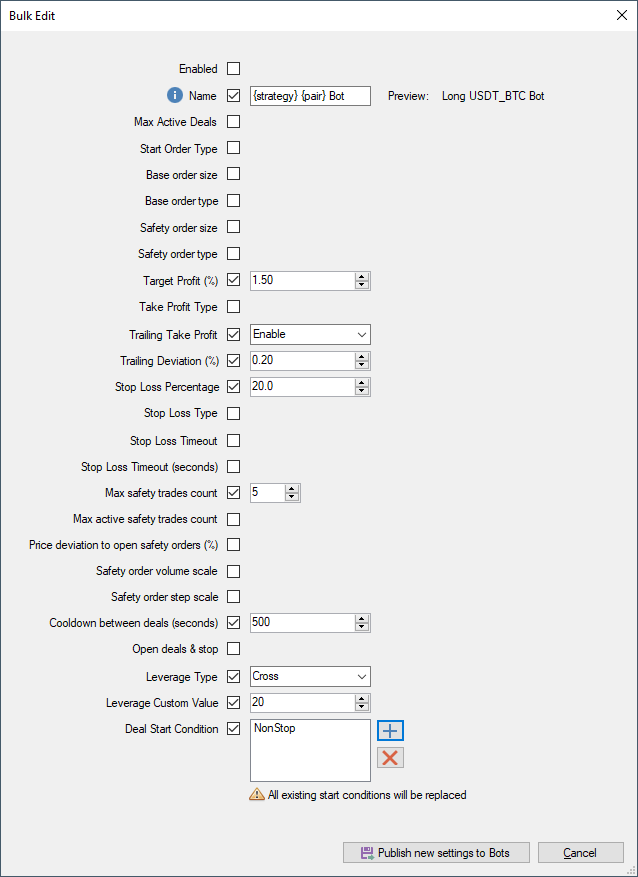 Bulk Edit
Enabled
Name {strategy} {pair} Bot Preview: Long USDT_BTC Bot
Max Active Deals
Start Order Type
Base order size
Base order type
Safety order size
Safety order type
Target Profit (%) 1.50
Take Profit Type
Trailing Take Profit Enable
Trailing Deviation (%) 0.20
Stop Loss Percentage 20.0
Stop Loss Type
Stop Loss Timeout
Stop Loss Timeout (seconds)
Max safety trades count 5
Max active safety trades count
Price deviation to open safety orders (%)
Safety order volume scale
Safety order step scale
Cooldown between deals (seconds) 500
Open deals & stop
Leverage Type Cross
Leverage Custom Value 20
Deal Start Condition NonStop
All existing start conditions will be replaced
Publish new settings to Bots Cancel